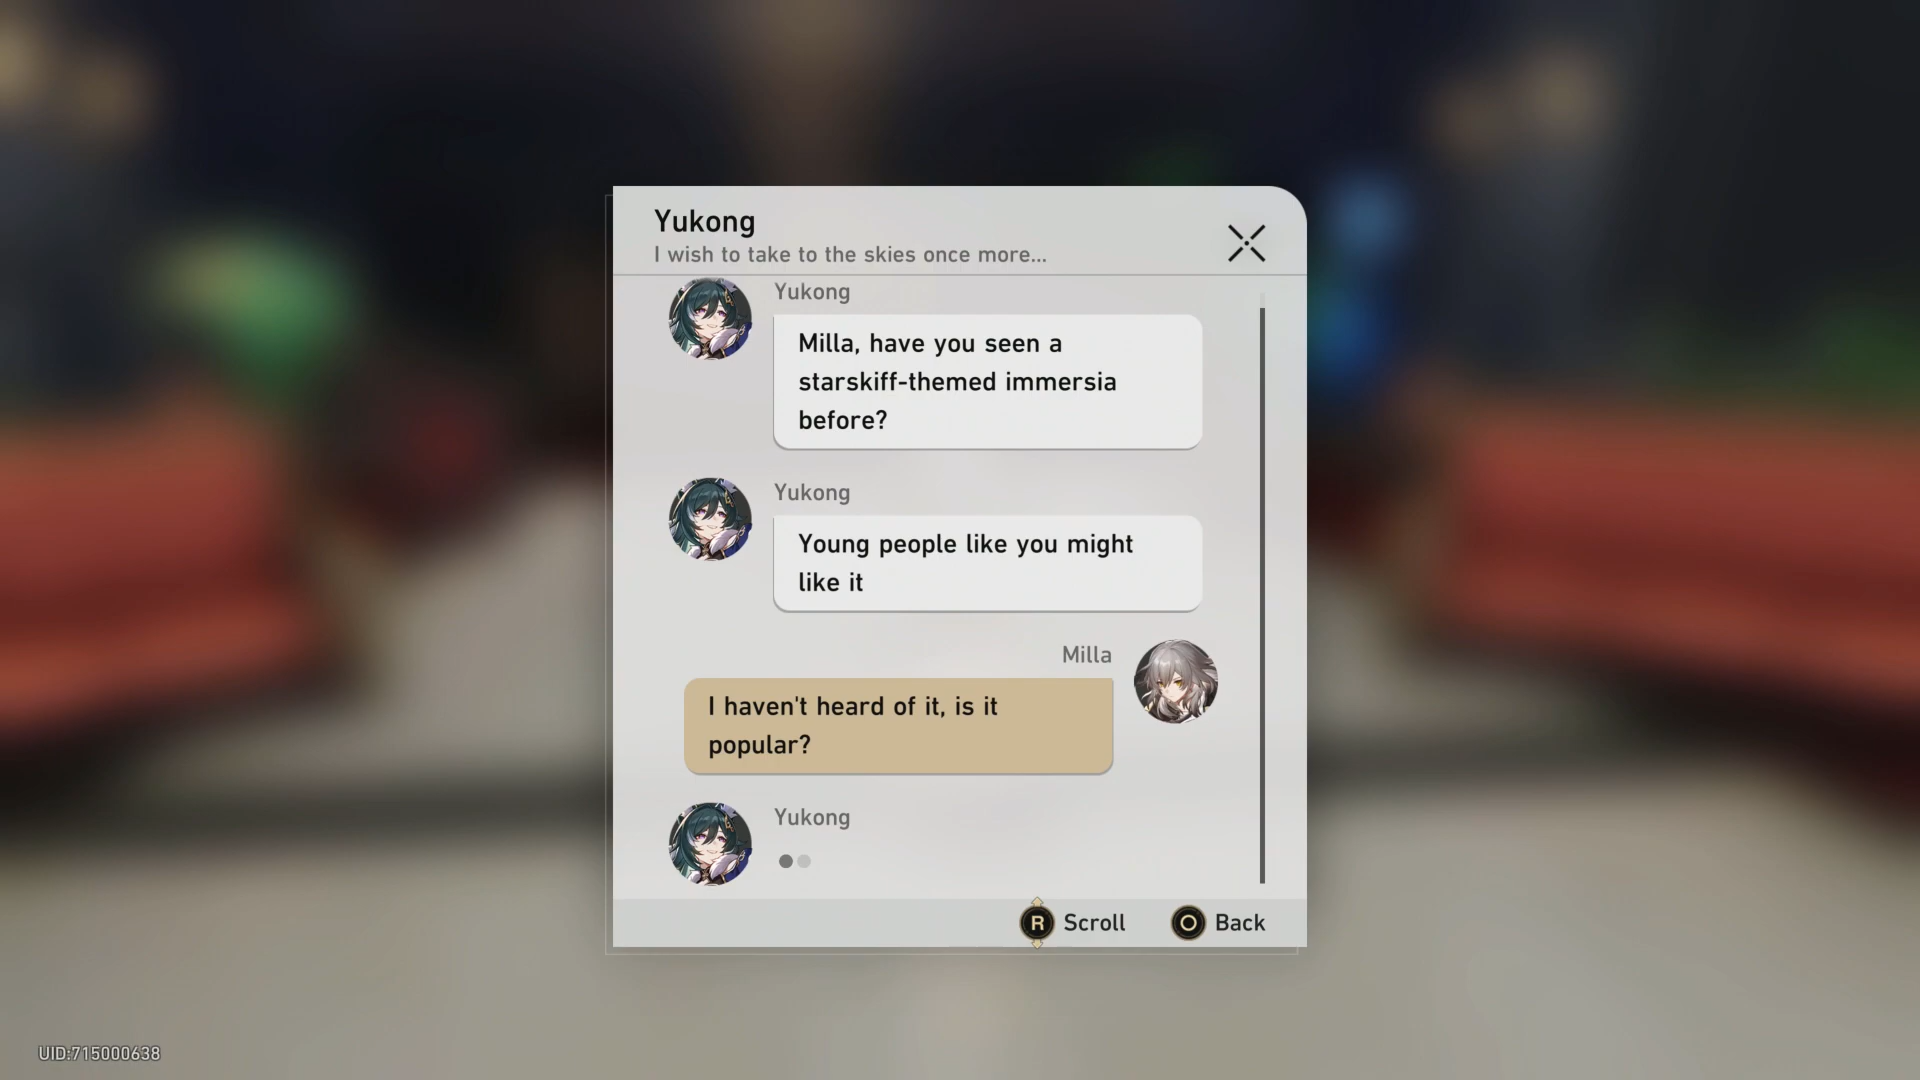 Yukong
I wish to take to the skies once more...
Yukong
Milla, have you seen a
starskiff-themed immersia
before?
Yukong
Young people like you might
like it
Milla
I haven't heard of it, is it
popular?
Yukong
R Scroll
Back
UID:715000638